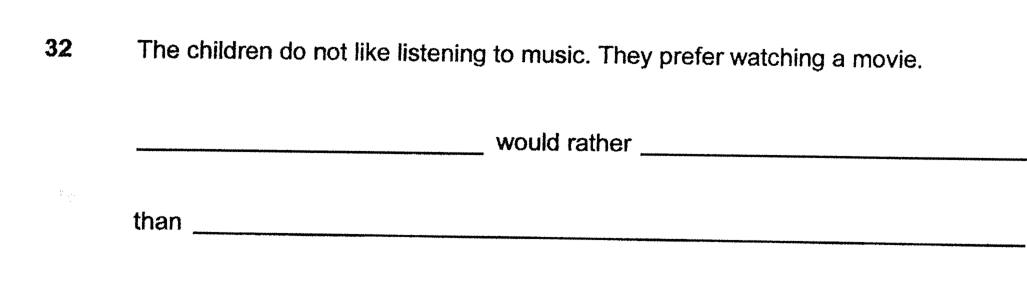 32 The children do not like listening to music. They prefer watching a movie.
would rather
than